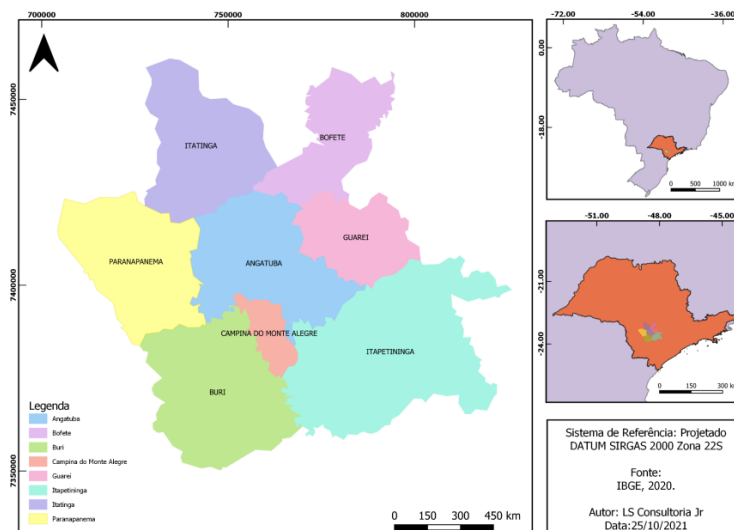 700000 750000 800000
7450000
7400000
7350000
ITATINGA
BOFETE
GUAREI
PARANAPANEMA
ANGATUBA
CAMPINA DO MONTE ALEGRE
ITAPETININGA
BURI
Legenda
Angatuba
Bofete
Buri
Campina do Monte Alegre
Guarei
Itapetininga
Itatinga
Paranapanema
0 150 300 450 km
-72.00 -54.00 -36.00
0.00
-18.00
0 500 1000 km
-51.00 -48.00 -45.00
-21.00
-24.00
0 150 300 km
Sistema de Referência: Projetado
DATUM SIRGAS 2000 Zona 22S
Fonte:
IBGE, 2020.
Autor: LS Consultoria Jr
Data:25/10/2021